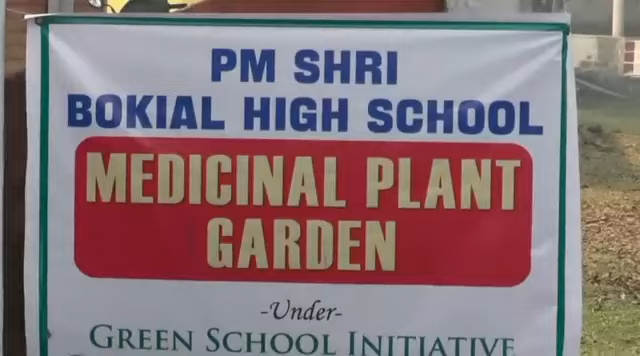 PM SHRI
BOKIAL HIGH SCHOOL
MEDICINAL PLANT
GARDEN
-Under-
GREEN SCHOOL INITIATIVE